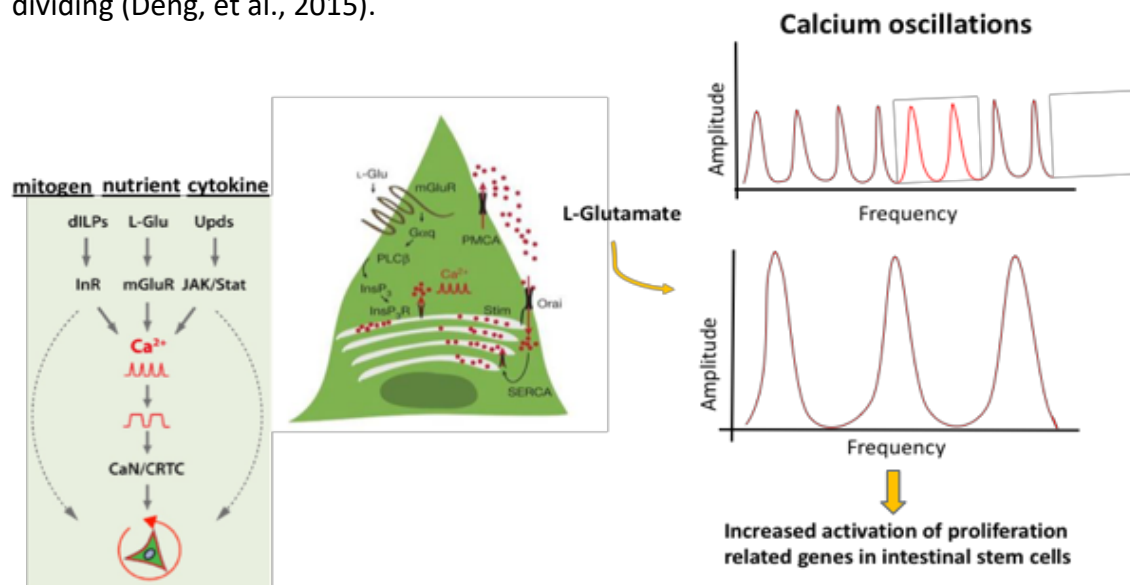 dividing (Deng, et al., 2015).
mitogen nutrient cytokine
dILPs L-Glu Upds
InR mGluR JAK/Stat
Ca²⁺
CaN/CRTC
L-Glu
mGluR
Gαq
PLCβ
InsP₃
InsP₃R
Ca²⁺
PMCA
Stim
Orai
SERCA
L-Glutamate
Calcium oscillations
Amplitude
Frequency
Amplitude
Frequency
Increased activation of proliferation
related genes in intestinal stem cells